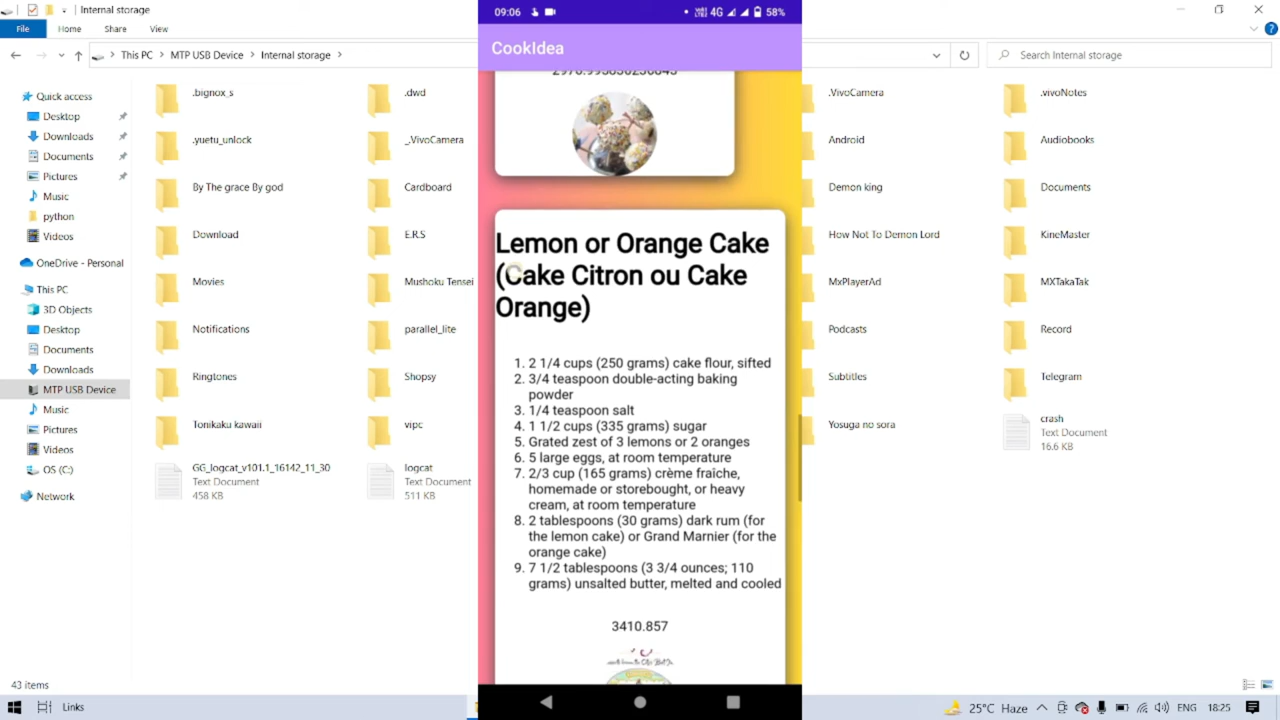 Internal storage
File
Home
Share
View
This PC
MTP USB Device
Internal storage
Search Internal storage
Quick access
Desktop
Downloads
Documents
Pictures
Music
python
Videos
OneDrive - Personal
This PC
3D Objects
Desktop
Documents
Downloads
MTP USB Device
Music
Pictures
Videos
OS (C:)
Network
43 items
.bignox_s
.dwd
.yuetu_unlock
_.VivoCamera
By The grace By god
Cardboard
Download
E.R.S
Movies
Mushoku Tensei
Notifications
parallel_lite
Ringtones
Shopsy
Tonikaku kawaii
vipc
GG_logcat_v101.1_16142_11_30
Text Document
458 KB
logcat
Text Document
511 KB
09:06
4G
58%
CookIdea
Lemon or Orange Cake
(Cake Citron ou Cake
Orange)
1. 2 1/4 cups (250 grams) cake flour, sifted
2. 3/4 teaspoon double-acting baking
powder
3. 1/4 teaspoon salt
4. 1 1/2 cups (335 grams) sugar
5. Grated zest of 3 lemons or 2 oranges
6. 5 large eggs, at room temperature
7. 2/3 cup (165 grams) crème fraîche,
homemade or storebought, or heavy
cream, at room temperature
8. 2 tablespoons (30 grams) dark rum (for
the lemon cake) or Grand Marnier (for the
orange cake)
9. 7 1/2 tablespoons (3 3/4 ounces; 110
grams) unsalted butter, melted and cooled
3410.857
.VivoCamera
.vivoNotes
Android
Audiobooks
Demon king
Documents
How Not To Demon Lord
KineMaster
MxPlayerAd
MXTakaTak
Podcasts
Record
Subtitles
Telegram
Yosuga no sora
crash
Text Document
16.6 KB
Links
25°C Haze
ENG
18:25